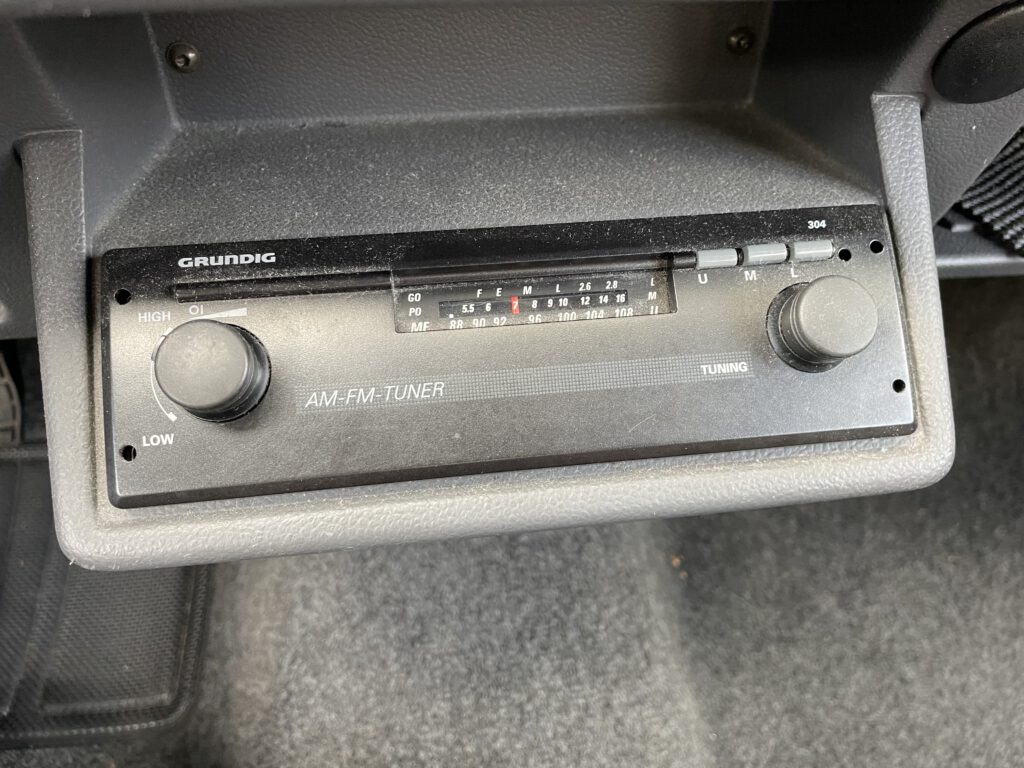 304
GRUNDIG
U M L
F E M L 2.6 2.8 L
GO
PO 5.5 6 7 8 9 10 12 14 16 M
MF 88 90 92 96 100 104 108 U
HIGH
TUNING
AM-FM-TUNER
LOW